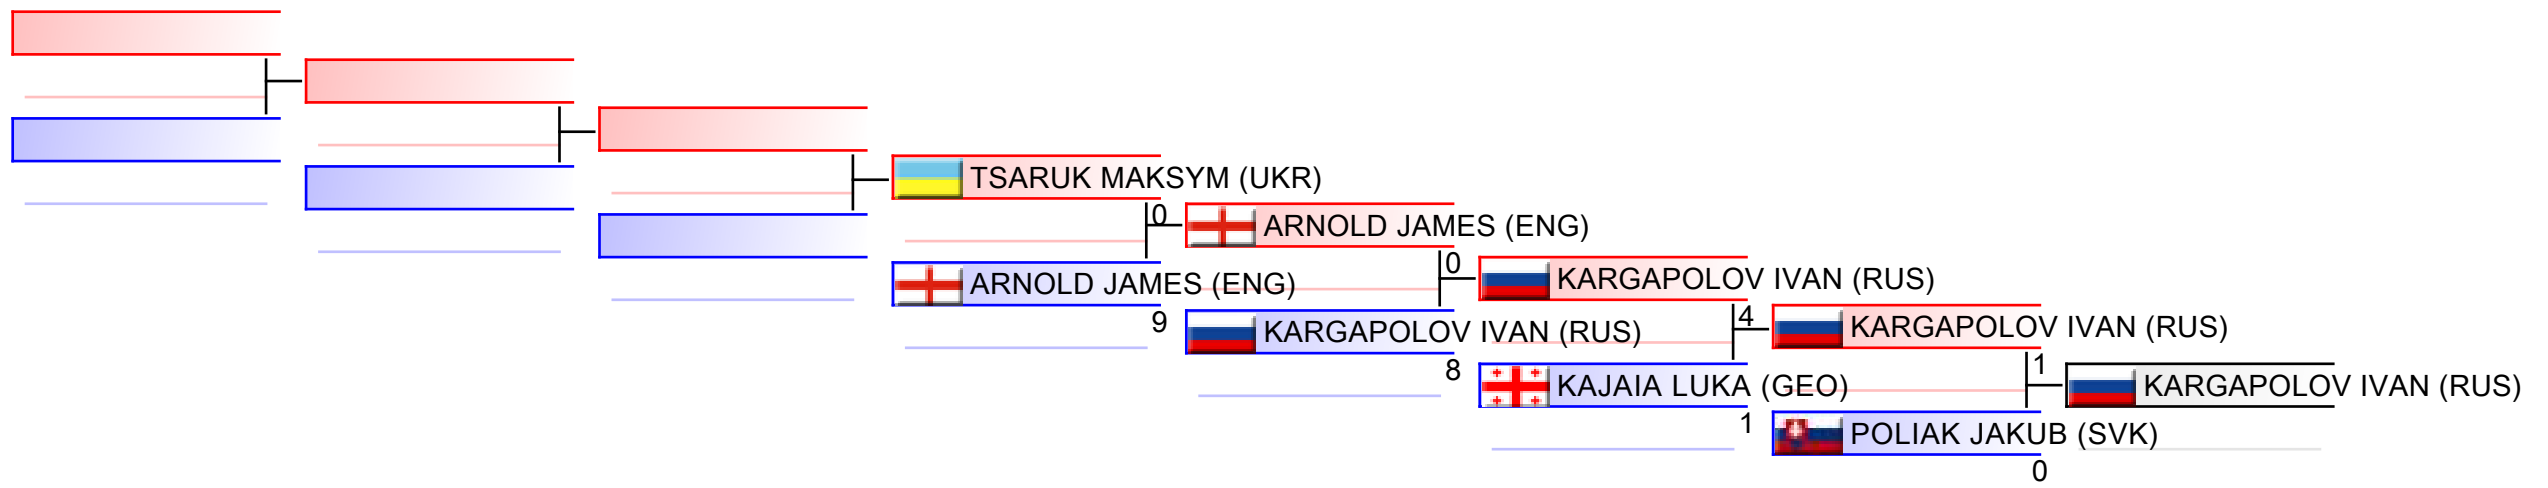 TSARUK MAKSYM (UKR)
0
ARNOLD JAMES (ENG)
9
ARNOLD JAMES (ENG)
0
KARGAPOLOV IVAN (RUS)
8
KARGAPOLOV IVAN (RUS)
4
KAJAIA LUKA (GEO)
1
KARGAPOLOV IVAN (RUS)
1
POLIAK JAKUB (SVK)
0
KARGAPOLOV IVAN (RUS)